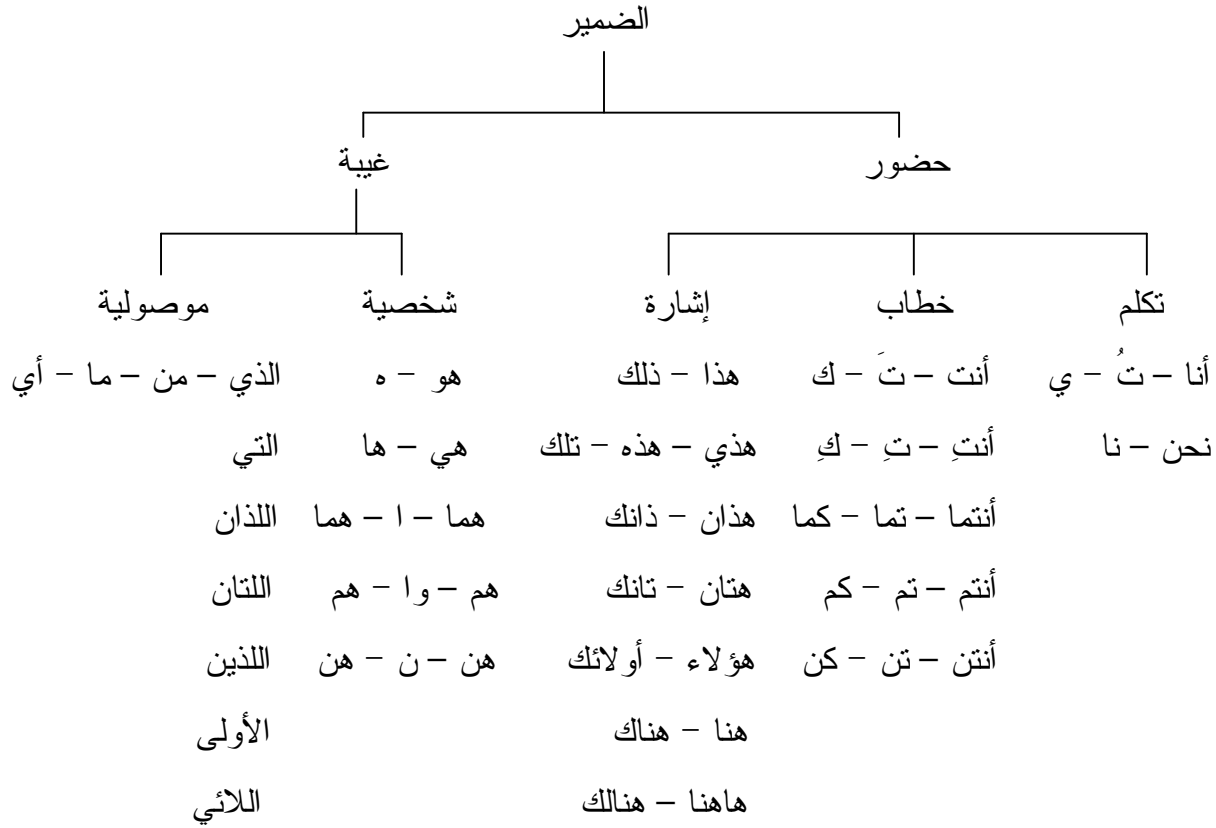 الضمير
حضور غيبة
تكلم خطاب إشارة شخصية موصولية
أنا – تُ – ي أنت – تَ – ك هذا – ذلك هو – ه الذي – من – ما – أي
نحن – نا أنتِ – تِ – كِ هذي – هذه – تلك هي – ها التي
أنتما – تما – كما هذان – ذانك هما – ا – هما اللذان
أنتم – تم – كم هتان – تانك هم – وا – هم اللتان
أنتن – تن – كن هؤلاء – أولائك هن – ن – هن اللذين
هنا – هناك الأولى
هاهنا – هنالك اللائي